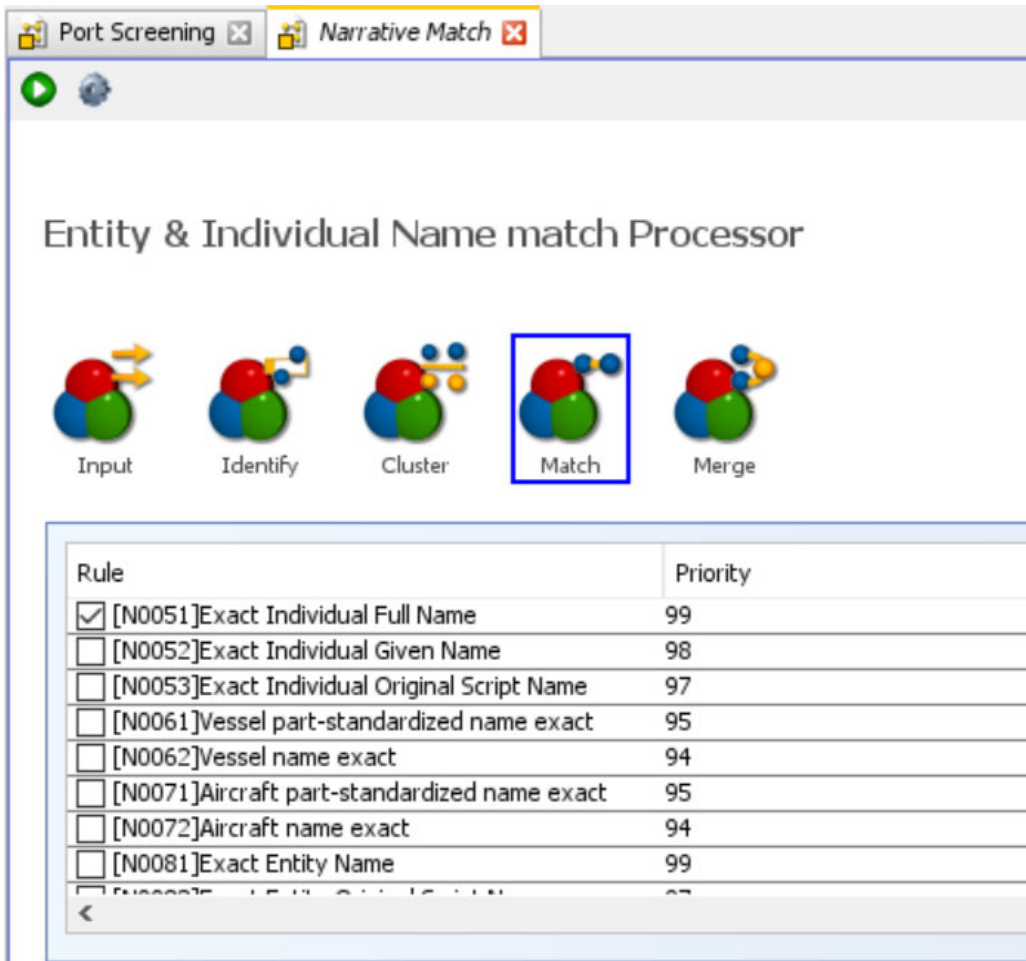 Port Screening
Narrative Match
Entity & Individual Name match Processor
Input
Identify
Cluster
Match
Merge
Rule Priority
[N0051]Exact Individual Full Name 99
[N0052]Exact Individual Given Name 98
[N0053]Exact Individual Original Script Name 97
[N0061]Vessel part-standardized name exact 95
[N0062]Vessel name exact 94
[N0071]Aircraft part-standardized name exact 95
[N0072]Aircraft name exact 94
[N0081]Exact Entity Name 99